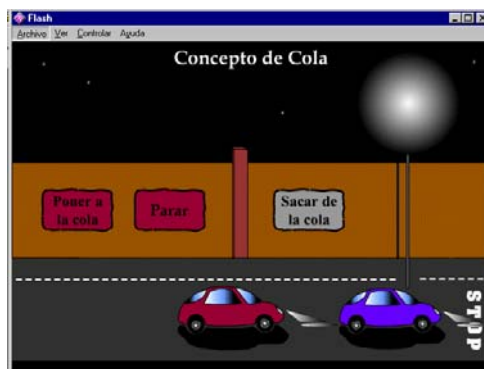 Flash
Archivo Ver Controlar Ayuda
Concepto de Cola
Poner a
la cola
Parar
Sacar de
la cola
STOP